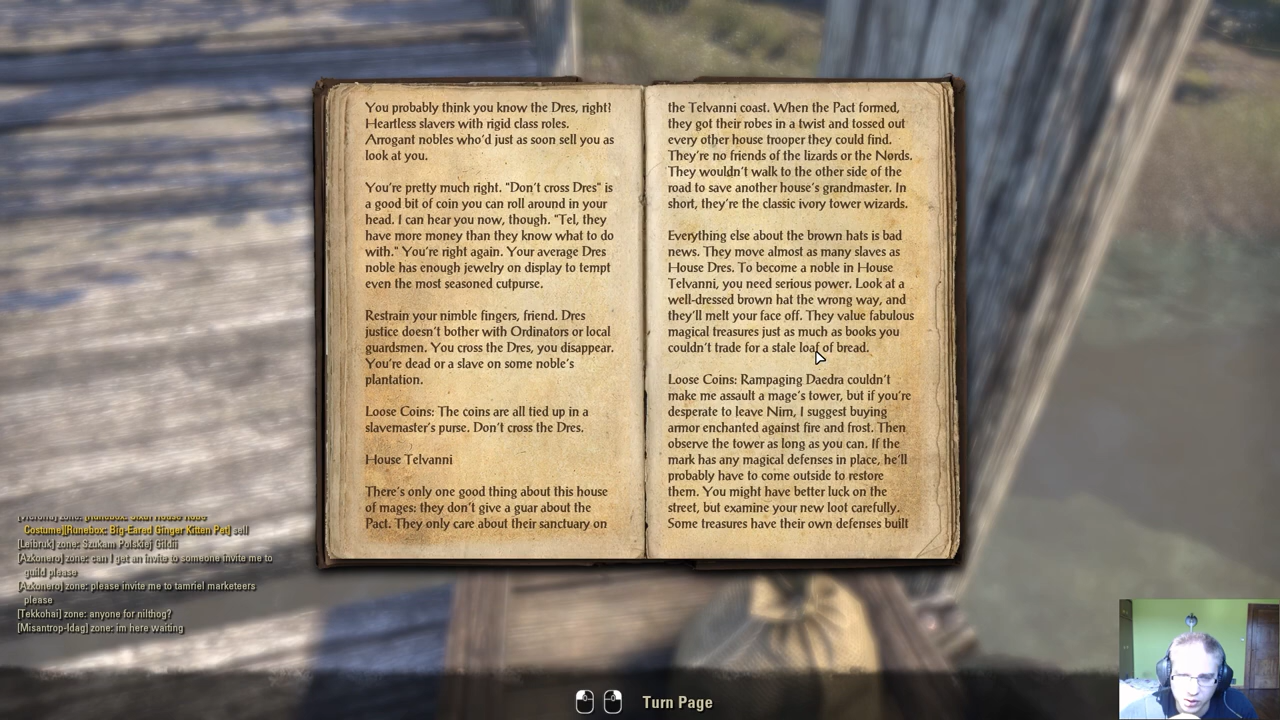 You probably think you know the Dres, right?
Heartless slavers with rigid class roles.
Arrogant nobles who'd just as soon sell you as
look at you.
You're pretty much right. "Don't cross Dres" is
a good bit of coin you can roll around in your
head. I can hear you now, though. "Tel, they
have more money than they know what to do
with." You're right again. Your average Dres
noble has enough jewelry on display to tempt
even the most seasoned cutpurse.
Restrain your nimble fingers, friend. Dres
justice doesn't bother with Ordinators or local
guardsmen. You cross the Dres, you disappear.
You're dead or a slave on some noble's
plantation.
Loose Coins: The coins are all tied up in a
slavemaster's purse. Don't cross the Dres.
House Telvanni
There's only one good thing about this house
of mages: they don't give a guar about the
Pact. They only care about their sanctuary on
the Telvanni coast. When the Pact formed,
they got their robes in a twist and tossed out
every other house trooper they could find.
They're no friends of the lizards or the Nords.
They wouldn't walk to the other side of the
road to save another house's grandmaster. In
short, they're the classic ivory tower wizards.
Everything else about the brown hats is bad
news. They move almost as many slaves as
House Dres. To become a noble in House
Telvanni, you need serious power. Look at a
well-dressed brown hat the wrong way, and
they'll melt your face off. They value fabulous
magical treasures just as much as books you
couldn't trade for a stale loaf of bread.
Loose Coins: Rampaging Daedra couldn't
make me assault a mage's tower, but if you're
desperate to leave Nirn, I suggest buying
armor enchanted against fire and frost. Then
observe the tower as long as you can. If the
mark has any magical defenses in place, he'll
probably have to come outside to restore
them. You might have better luck on the
street, but examine your new loot carefully.
Some treasures have their own defenses built
zone: [Runebox:
Costume][Runebox: Big-Eared Ginger Kitten Pet] sell
[Leibruk] zone: Szukam Polskiej Gildii
[Azkonero] zone: can I get an invite to someone invite me to
guild please
[Azkonero] zone: please invite me to tamriel marketeers
please
[Tekkohai] zone: anyone for nilthog?
[Misantrop-Idag] zone: im here waiting
Turn Page